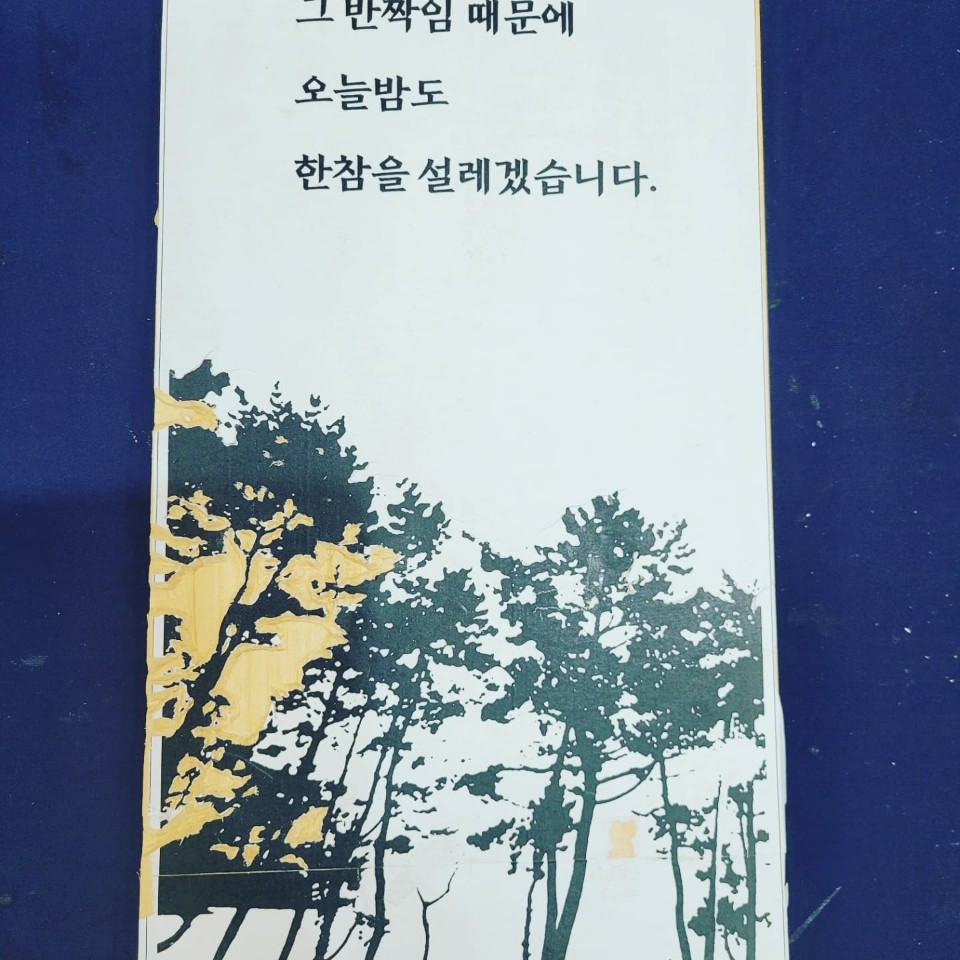 그 반짝임 때문에
오늘밤도
한참을 설레겠습니다.